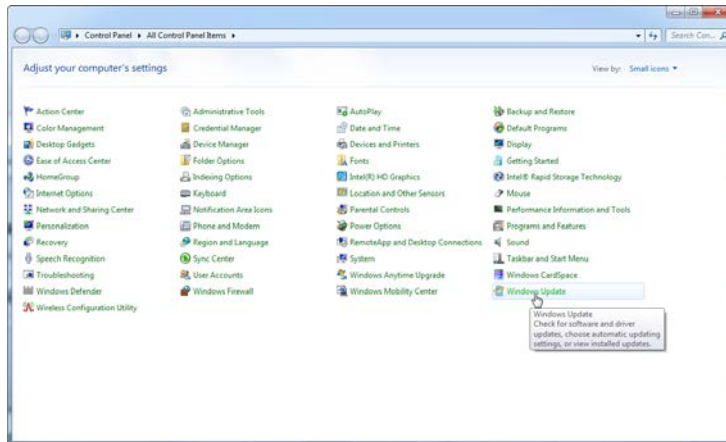 Control Panel ▸ All Control Panel Items ▸
Search Con...
Adjust your computer's settings
View by: Small icons
Action Center
Administrative Tools
AutoPlay
Backup and Restore
Color Management
Credential Manager
Date and Time
Default Programs
Desktop Gadgets
Device Manager
Devices and Printers
Display
Ease of Access Center
Folder Options
Fonts
Getting Started
HomeGroup
Indexing Options
Intel(R) HD Graphics
Intel® Rapid Storage Technology
Internet Options
Keyboard
Location and Other Sensors
Mouse
Network and Sharing Center
Notification Area Icons
Parental Controls
Performance Information and Tools
Personalization
Phone and Modem
Power Options
Programs and Features
Recovery
Region and Language
RemoteApp and Desktop Connections
Sound
Speech Recognition
Sync Center
System
Taskbar and Start Menu
Troubleshooting
User Accounts
Windows Anytime Upgrade
Windows CardSpace
Windows Defender
Windows Firewall
Windows Mobility Center
Windows Update
Wireless Configuration Utility
Windows Update
Check for software and driver
updates, choose automatic updating
settings, or view installed updates.